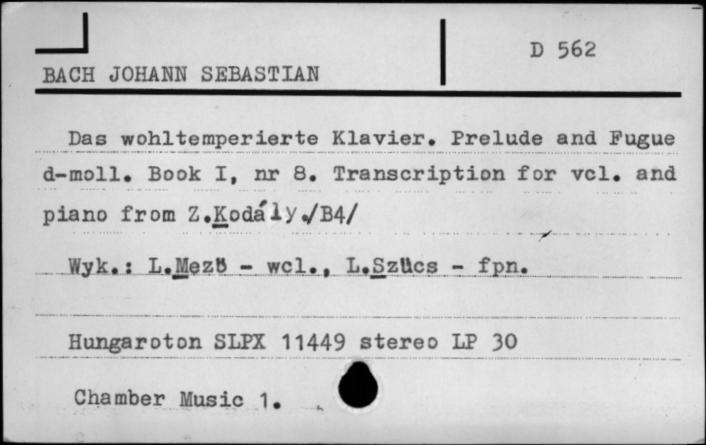 D 562
BACH JOHANN SEBASTIAN
Das wohltemperierte Klavier. Prelude and Fugue
d-moll. Book I, nr 8. Transcription for vcl. and
piano from Z.Kodály./B4/
Wyk.: L.Mező - wcl., L.Szücs - fpn.
Hungaroton SLPX 11449 stereo LP 30
Chamber Music 1.